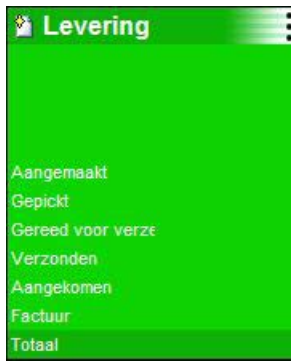 Levering
Aangemaakt
Gepickt
Gereed voor verze
Verzonden
Aangekomen
Factuur
Totaal